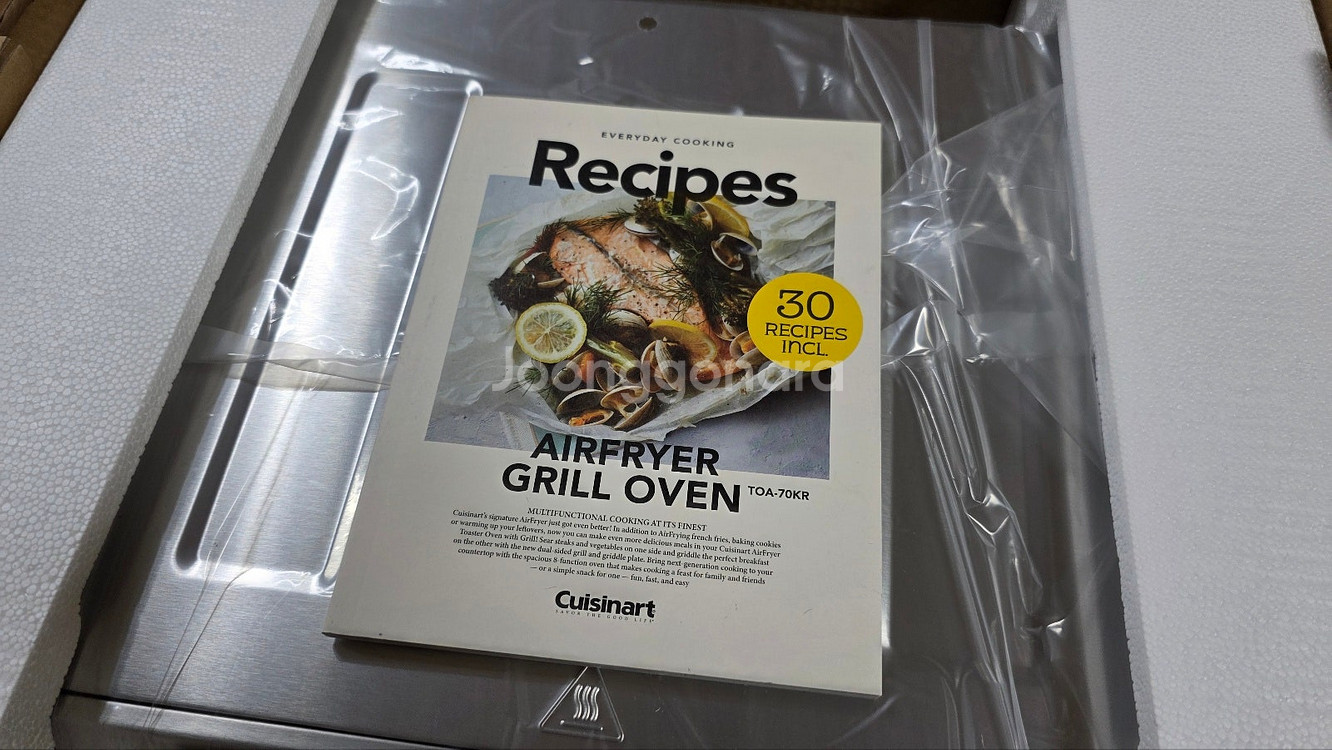 EVERYDAY COOKING
Recipes
30
RECIPES
INCL.
Joonggonara
AIRFRYER
GRILL OVEN TOA-70KR
MULTIFUNCTIONAL COOKING AT ITS FINEST
Cuisinart's signature AirFryer just got even better! In addition to AirFrying french fries, baking cookies
or warming up your leftovers, now you can make even more delicious meals in your Cuisinart AirFryer
Toaster Oven with Grill! Sear steaks and vegetables on one side and griddle the perfect breakfast
on the other with the new dual-sided grill and griddle plate. Bring next-generation cooking to your
countertop with the spacious 8-function oven that makes cooking a feast for family and friends
— or a simple snack for one — fun, fast, and easy
Cuisinart
SAVOR THE GOOD LIFE